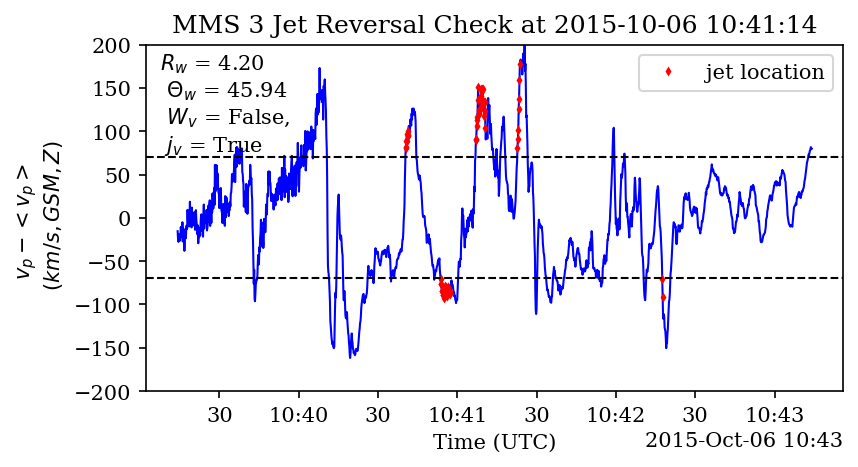 MMS 3 Jet Reversal Check at 2015-10-06 10:41:14
R_w = 4.20
Θ_w = 45.94
W_v = False,
j_v = True
jet location
v_p − < v_p >
(km/s, GSM, Z)
200
150
100
50
0
−50
−100
−150
−200
30
10:40
30
10:41
30
10:42
30
10:43
Time (UTC)
2015-Oct-06 10:43